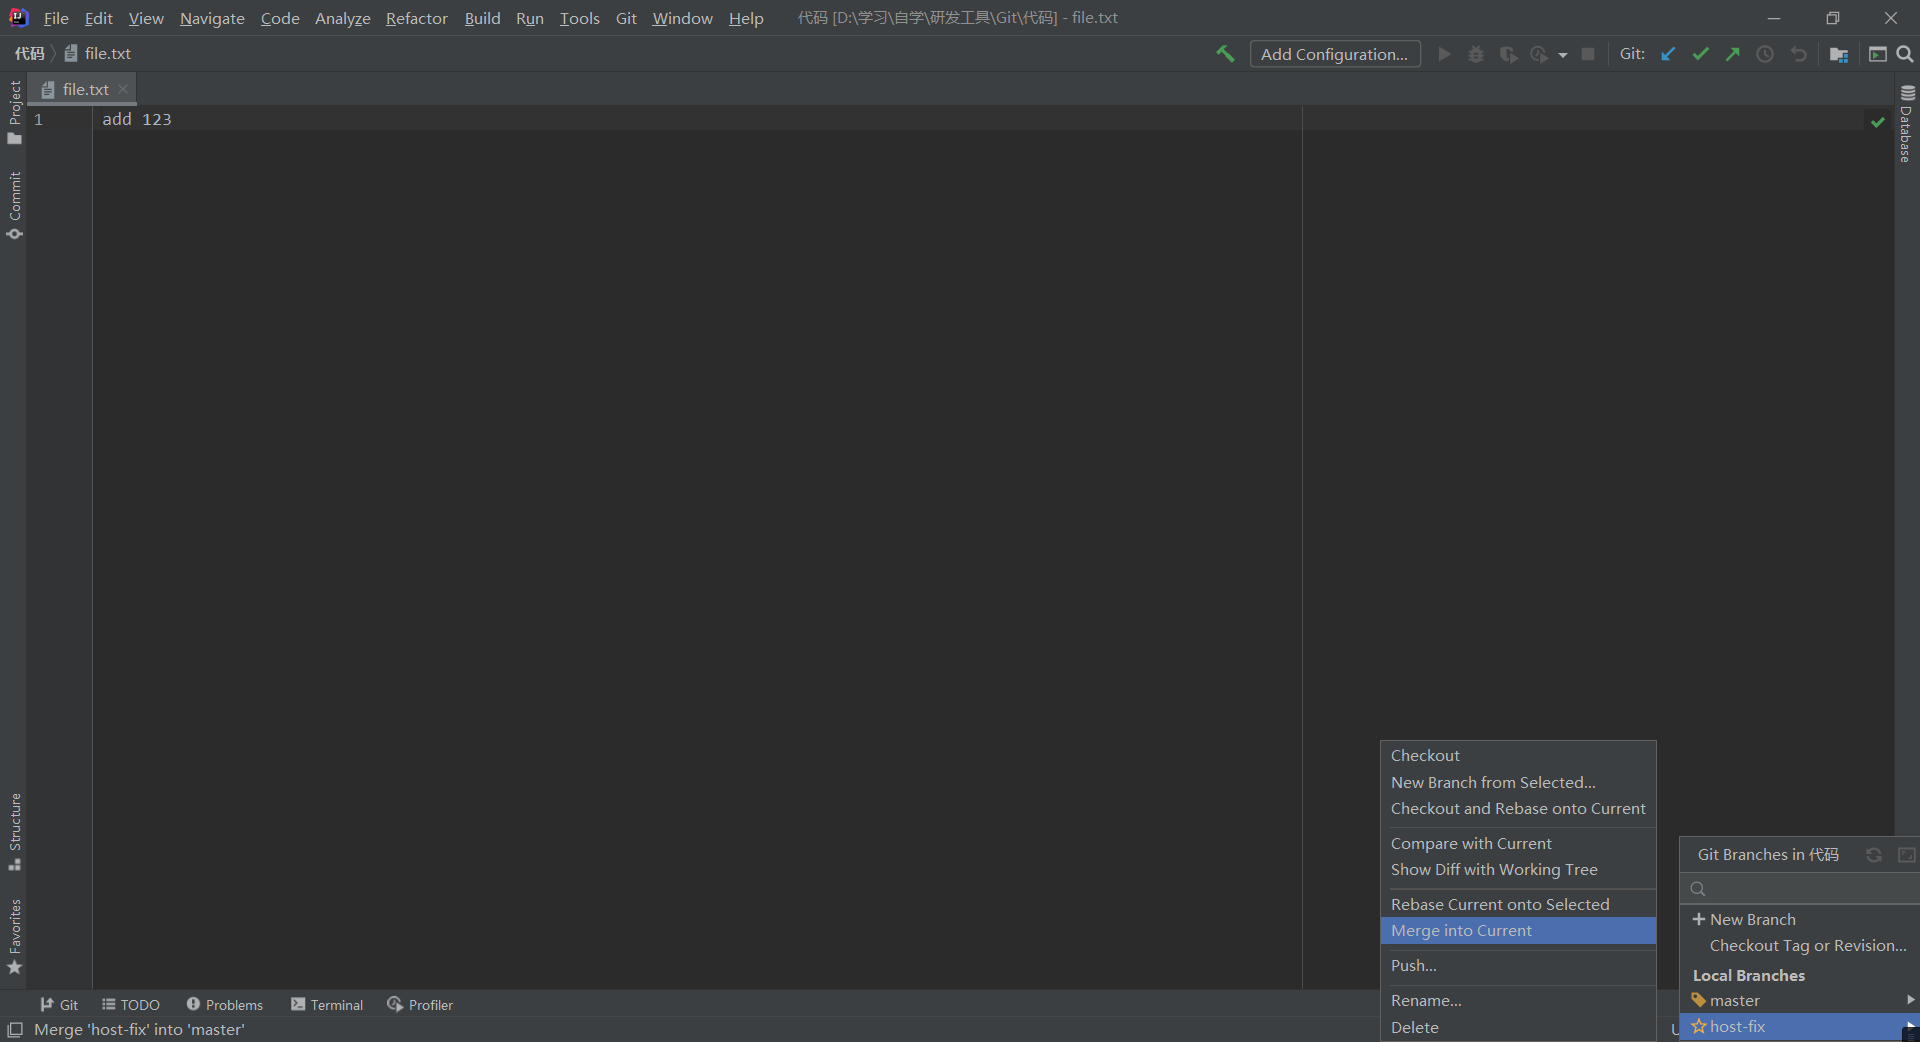 File Edit View Navigate Code Analyze Refactor Build Run Tools Git Window Help 代码 [D:\学习\自学\研发工具\Git\代码] - file.txt
代码 file.txt Add Configuration... Git:
file.txt
1 add 123
Project
Commit
Structure
Favorites
Database
Checkout
New Branch from Selected...
Checkout and Rebase onto Current
Compare with Current
Show Diff with Working Tree
Rebase Current onto Selected
Merge into Current
Push...
Rename...
Delete
Git Branches in 代码
New Branch
Checkout Tag or Revision...
Local Branches
master
host-fix
Git TODO Problems Terminal Profiler
Merge 'host-fix' into 'master'